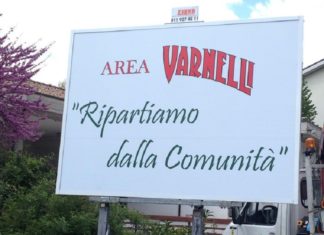 AREA VARNELLI
"Ripartiamo
dalla Comunità"